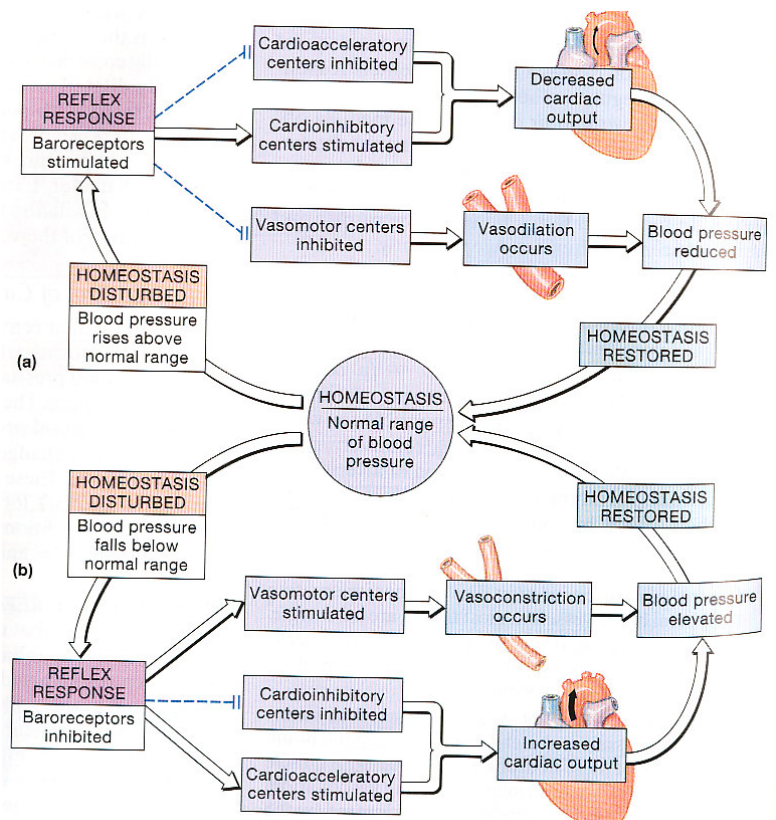 Cardioacceleratory
centers inhibited
REFLEX
RESPONSE
Baroreceptors
stimulated
Cardioinhibitory
centers stimulated
Decreased
cardiac
output
Vasomotor centers
inhibited
Vasodilation
occurs
Blood pressure
reduced
HOMEOSTASIS
DISTURBED
Blood pressure
rises above
normal range
(a)
HOMEOSTASIS
RESTORED
HOMEOSTASIS
Normal range
of blood
pressure
HOMEOSTASIS
DISTURBED
Blood pressure
falls below
normal range
(b)
HOMEOSTASIS
RESTORED
Vasomotor centers
stimulated
Vasoconstriction
occurs
Blood pressure
elevated
REFLEX
RESPONSE
Baroreceptors
inhibited
Cardioinhibitory
centers inhibited
Cardioacceleratory
centers stimulated
Increased
cardiac output